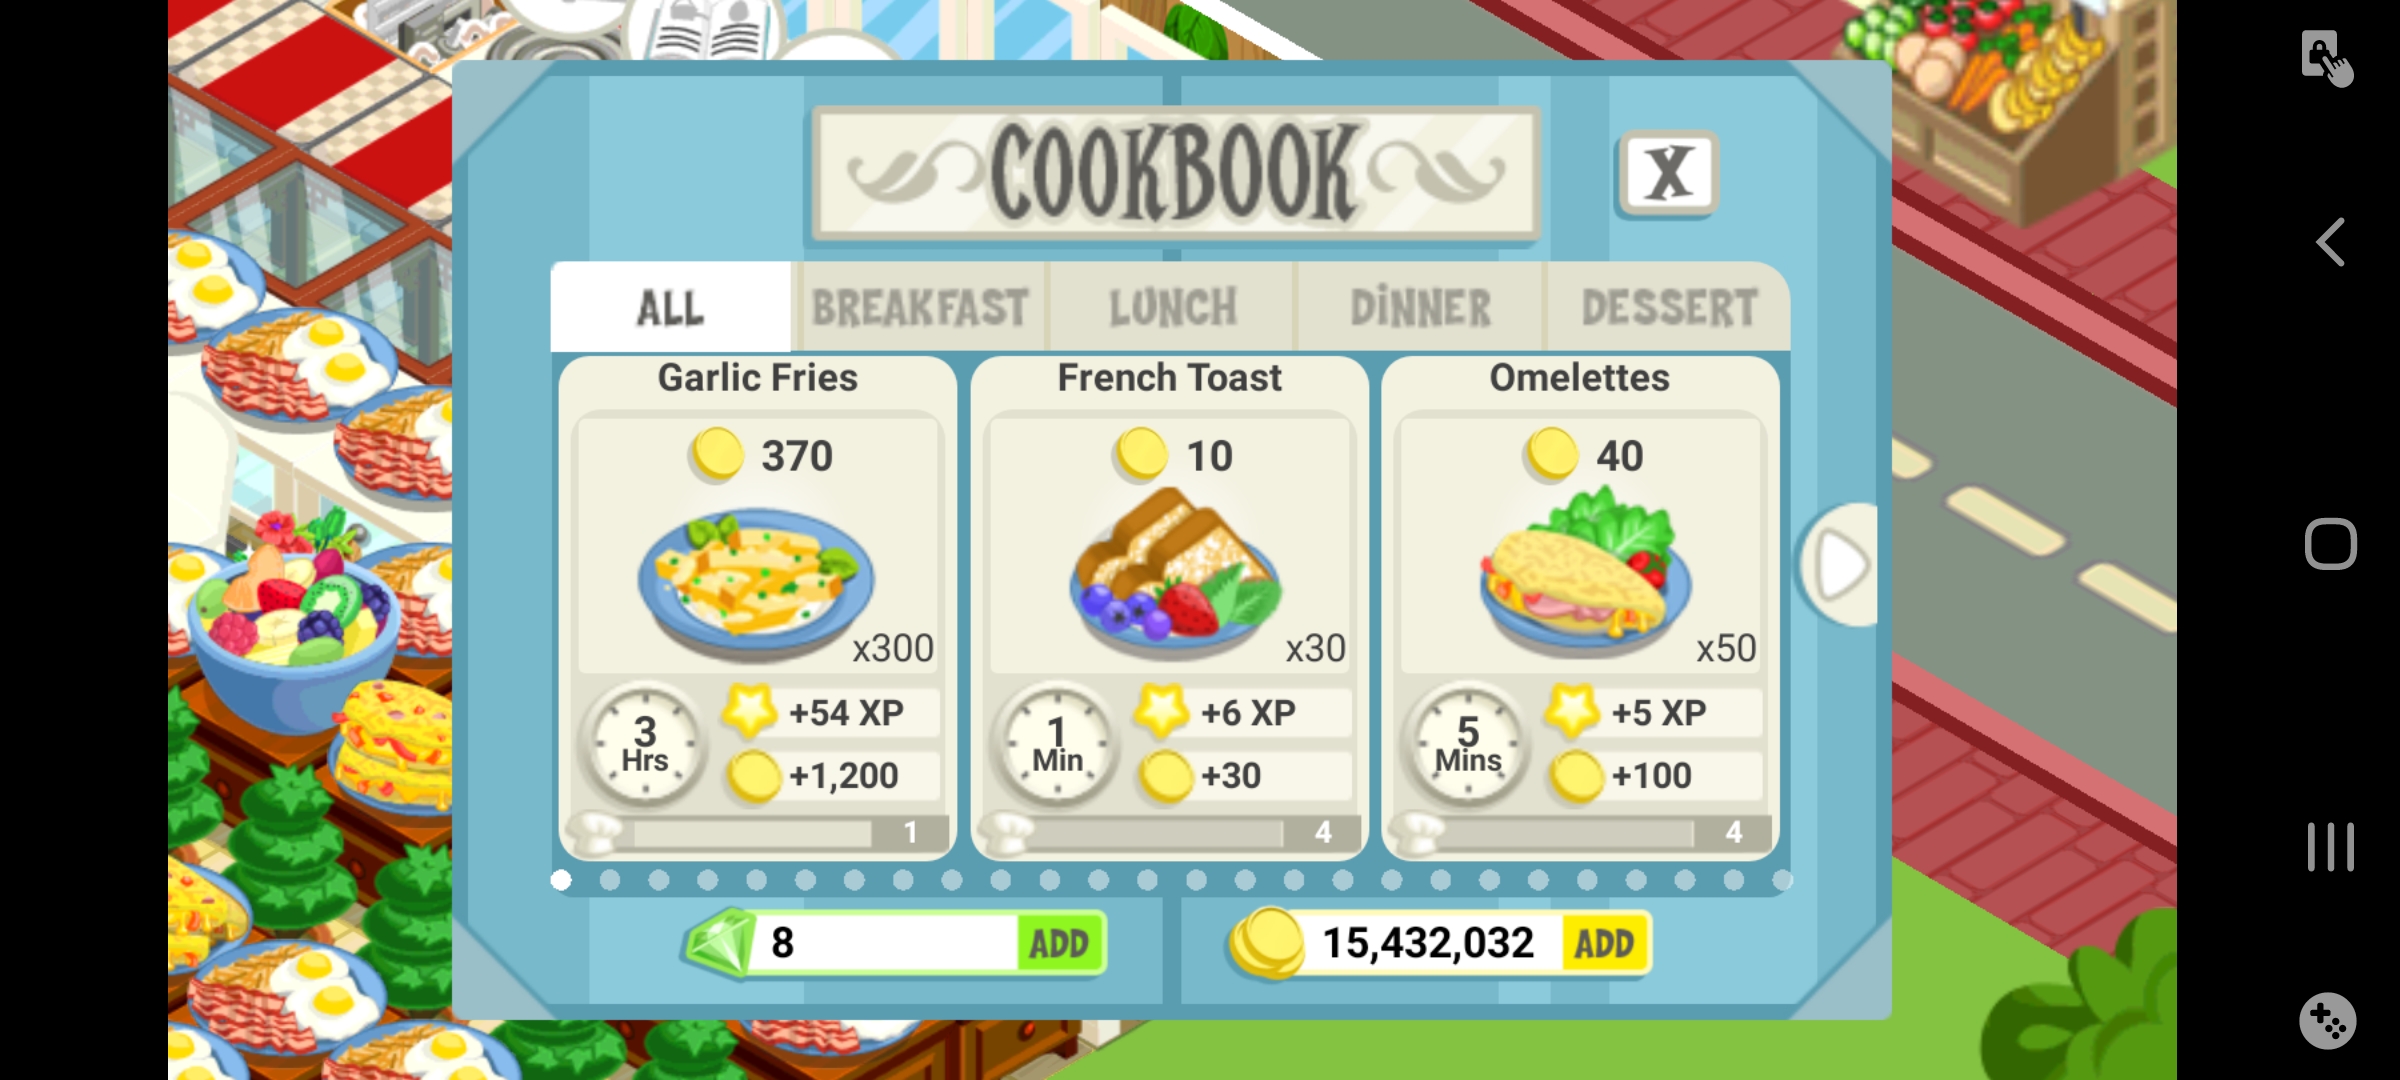 COOKBOOK
X
ALL
BREAKFAST
LUNCH
DINNER
DESSERT
Garlic Fries
370
x300
3
Hrs
+54 XP
+1,200
1
French Toast
10
x30
1
Min
+6 XP
+30
4
Omelettes
40
x50
5
Mins
+5 XP
+100
4
8
ADD
15,432,032
ADD